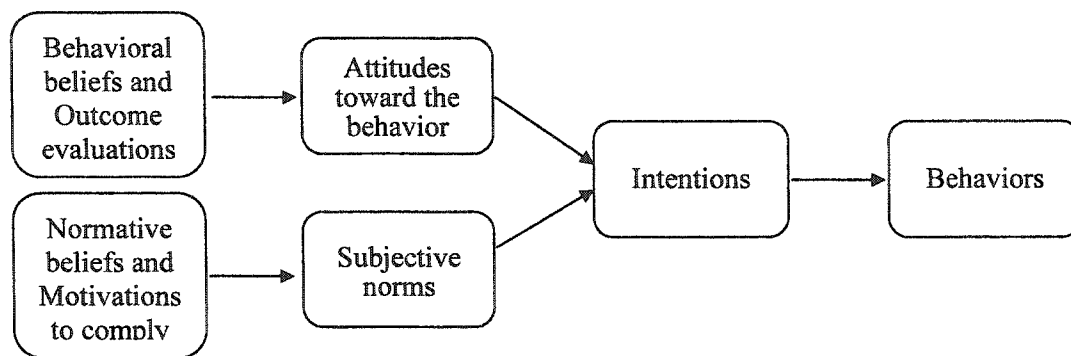 Behavioral
beliefs and
Outcome
evaluations
Attitudes
toward the
behavior
Normative
beliefs and
Motivations
to comply
Subjective
norms
Intentions
Behaviors